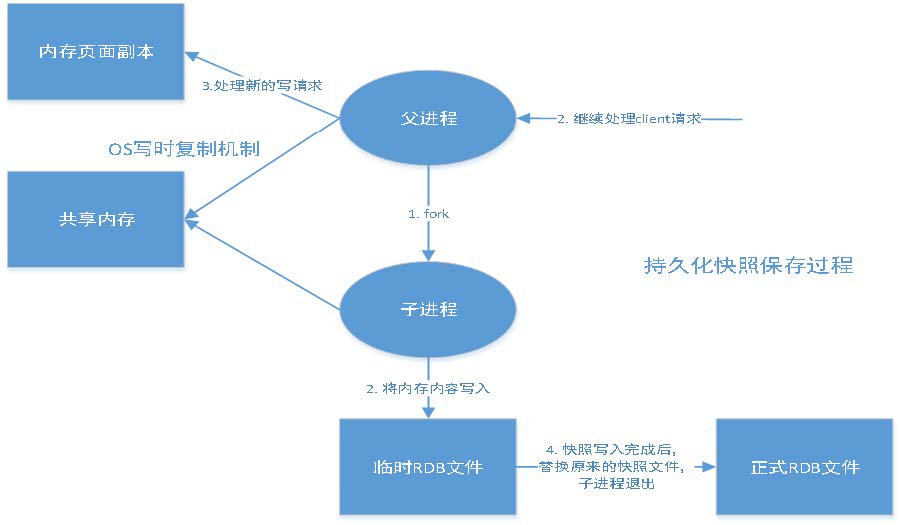 内存页面副本
3.处理新的写请求
父进程
2. 继续处理client请求
OS写时复制机制
共享内存
1. fork
持久化快照保存过程
子进程
2. 将内存内容写入
临时RDB文件
4. 快照写入完成后，
替换原来的快照文件，
子进程退出
正式RDB文件